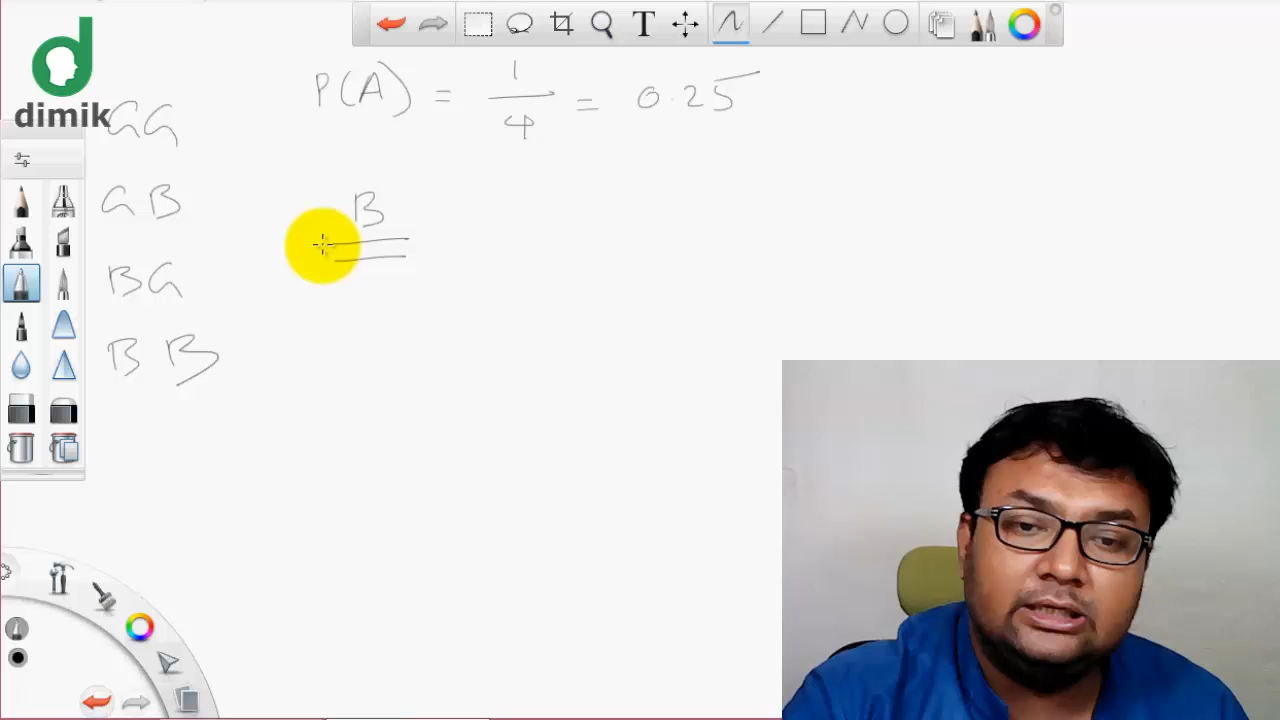 dimik
P(A) = 1/4 = 0.25
GG
GB
B
BG
BB